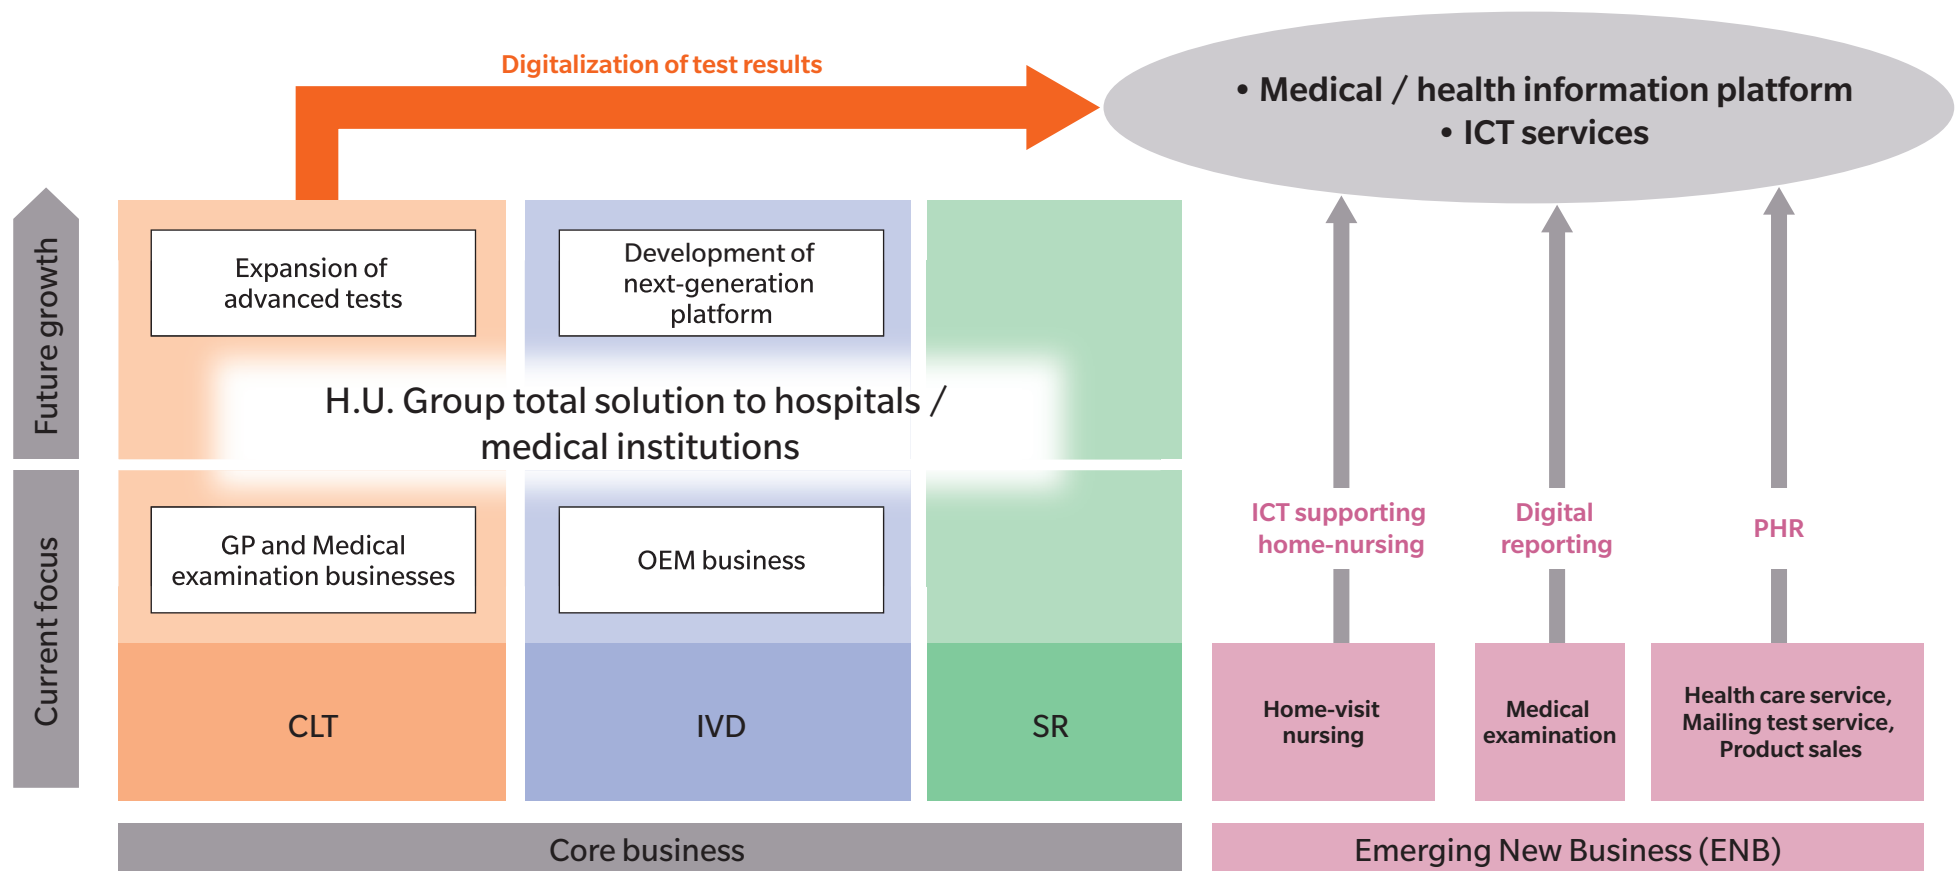 Digitalization of test results
• Medical / health information platform
• ICT services
Future growth
Expansion of
advanced tests
Development of
next-generation
platform
H.U. Group total solution to hospitals /
medical institutions
Current focus
GP and Medical
examination businesses
OEM business
CLT
IVD
SR
ICT supporting
home-nursing
Digital
reporting
PHR
Home-visit
nursing
Medical
examination
Health care service,
Mailing test service,
Product sales
Core business
Emerging New Business (ENB)